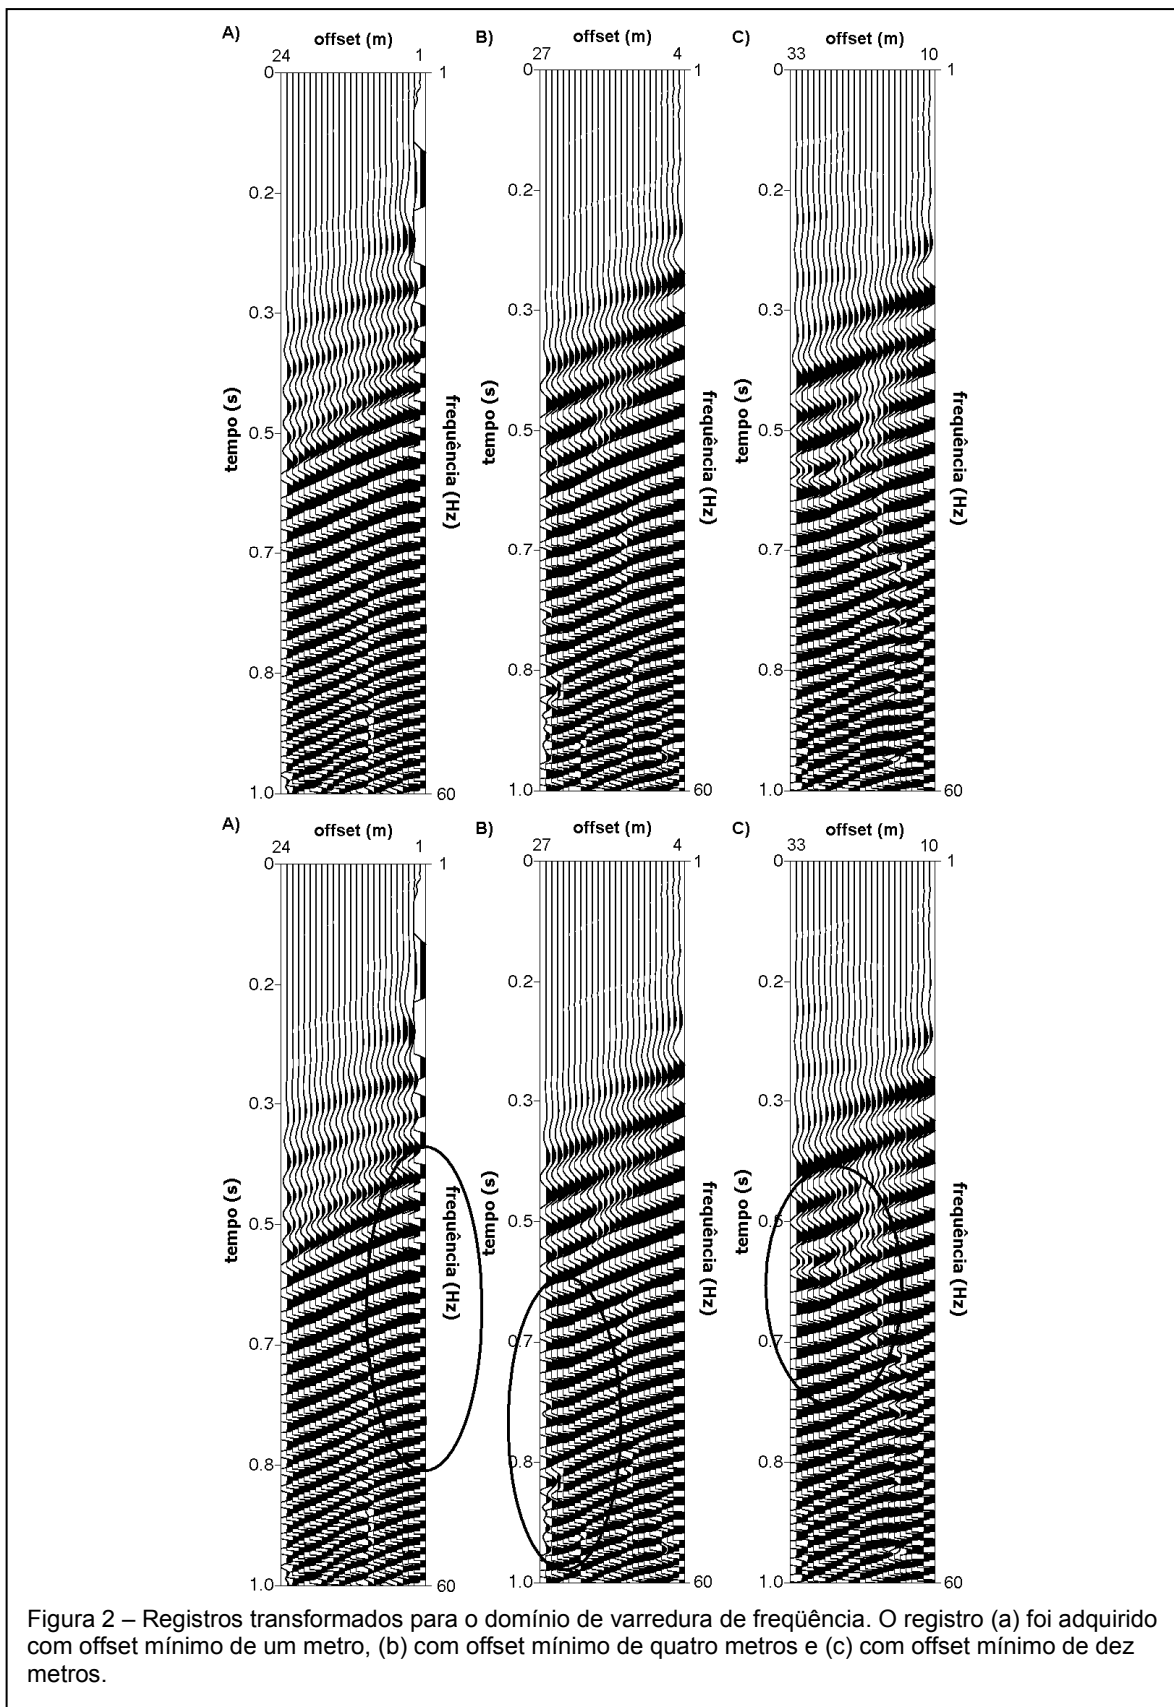 A) offset (m) B) offset (m) C) offset (m)
24 1 27 4 33 10
0 1 0 1 0 1
0.2 0.2 0.2
0.3 0.3 0.3
tempo (s) frequência (Hz) tempo (s) frequência (Hz) tempo (s) frequência (Hz)
0.5 0.5 0.5
0.7 0.7 0.7
0.8 0.8 0.8
1.0 60 1.0 60 1.0 60
A) offset (m) B) offset (m) C) offset (m)
24 1 27 4 33 10
0 1 0 1 0 1
0.2 0.2 0.2
0.3 0.3 0.3
tempo (s) frequência (Hz) tempo (s) frequência (Hz) tempo (s) frequência (Hz)
0.5 0.5 0.5
0.7 0.7 0.7
0.8 0.8 0.8
1.0 60 1.0 60 1.0 60
Figura 2 – Registros transformados para o domínio de varredura de freqüência. O registro (a) foi adquirido
com offset mínimo de um metro, (b) com offset mínimo de quatro metros e (c) com offset mínimo de dez
metros.